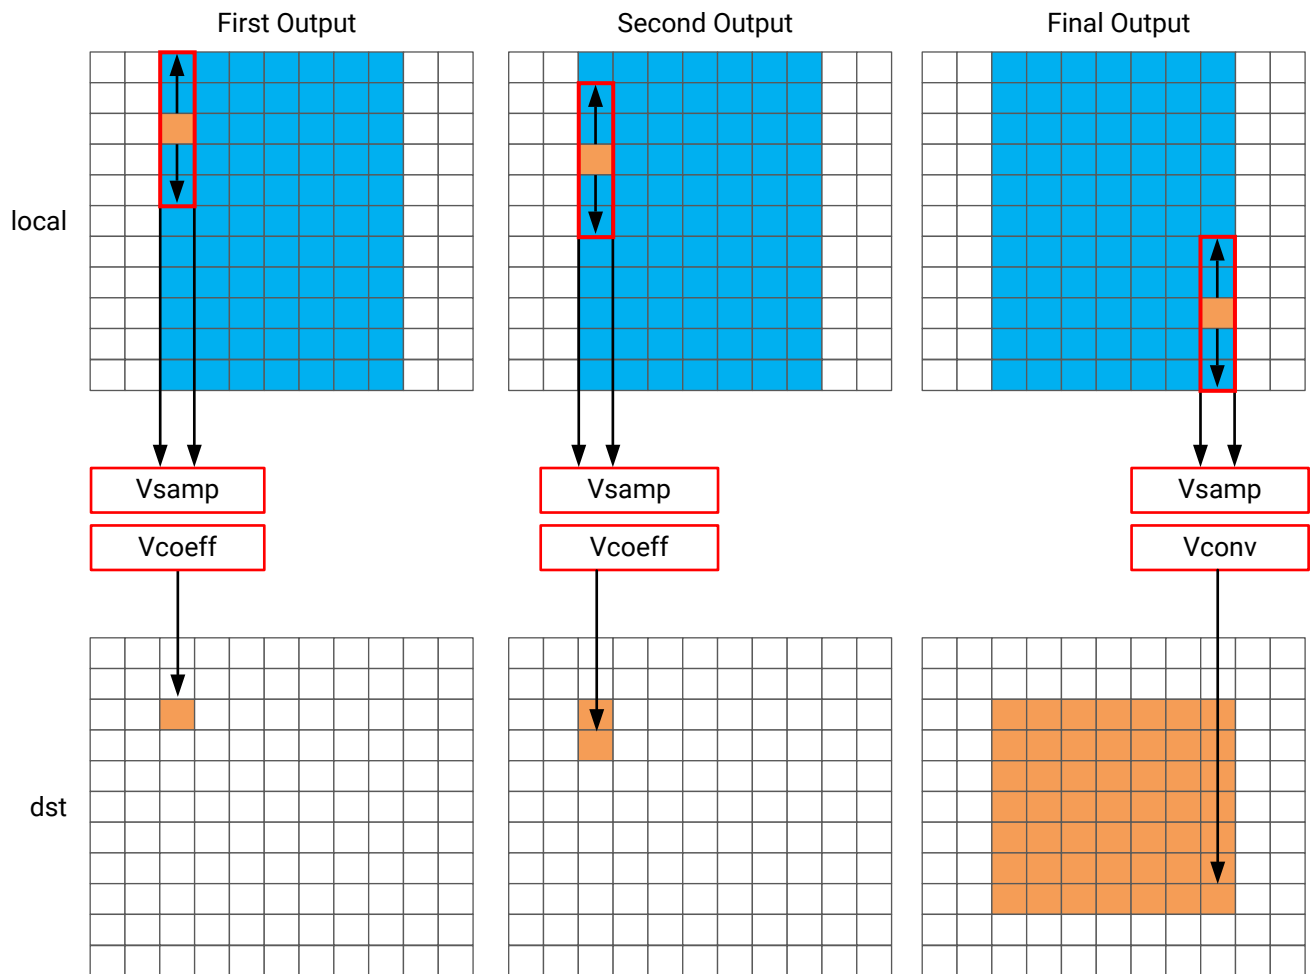 First Output
Second Output
Final Output
local
Vsamp
Vsamp
Vsamp
Vcoeff
Vcoeff
Vconv
dst